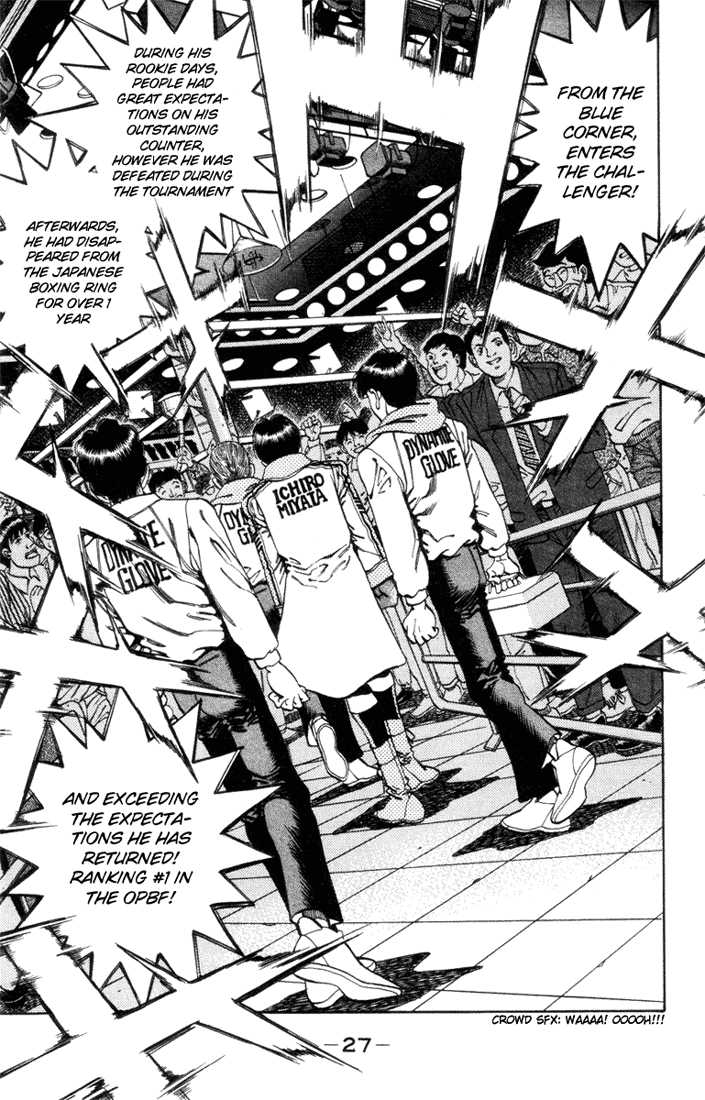 FROM THE
BLUE
CORNER,
ENTERS
THE CHAL-
LENGER!
DURING HIS
ROOKIE DAYS,
PEOPLE HAD
GREAT EXPECTA-
TIONS ON HIS
OUTSTANDING
COUNTER,
HOWEVER HE WAS
DEFEATED DURING
THE TOURNAMENT
AFTERWARDS,
HE HAD DISAP-
PEARED FROM
THE JAPANESE
BOXING RING
FOR OVER 1
YEAR
DYNAMIE
GLOVE
ICHIRO
MIYATA
DYNAMIE
GLOVE
AND EXCEEDING
THE EXPECTA-
TIONS HE HAS
RETURNED!
RANKING #1 IN
THE OPBF!
CROWD SFX: WAAAA! OOOOH!!!
-27-